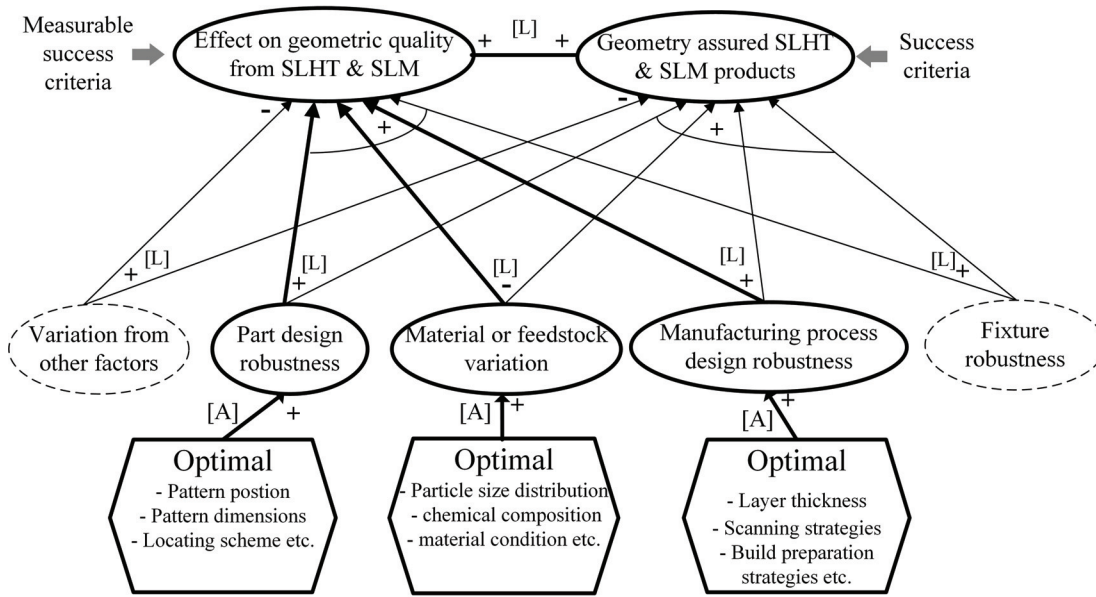 Measurable
success
criteria
Effect on geometric quality
from SLHT & SLM
+ [L] +
Geometry assured SLHT
& SLM products
Success
criteria
-
+
-
+
[L]
+
[L]
+
[L]
-
[L]
+
[L]
+
Variation from
other factors
Part design
robustness
Material or feedstock
variation
Manufacturing process
design robustness
Fixture
robustness
[A]
+
[A]
+
[A]
+
Optimal
- Pattern postion
- Pattern dimensions
- Locating scheme etc.
Optimal
- Particle size distribution
- chemical composition
- material condition etc.
Optimal
- Layer thickness
- Scanning strategies
- Build preparation
strategies etc.